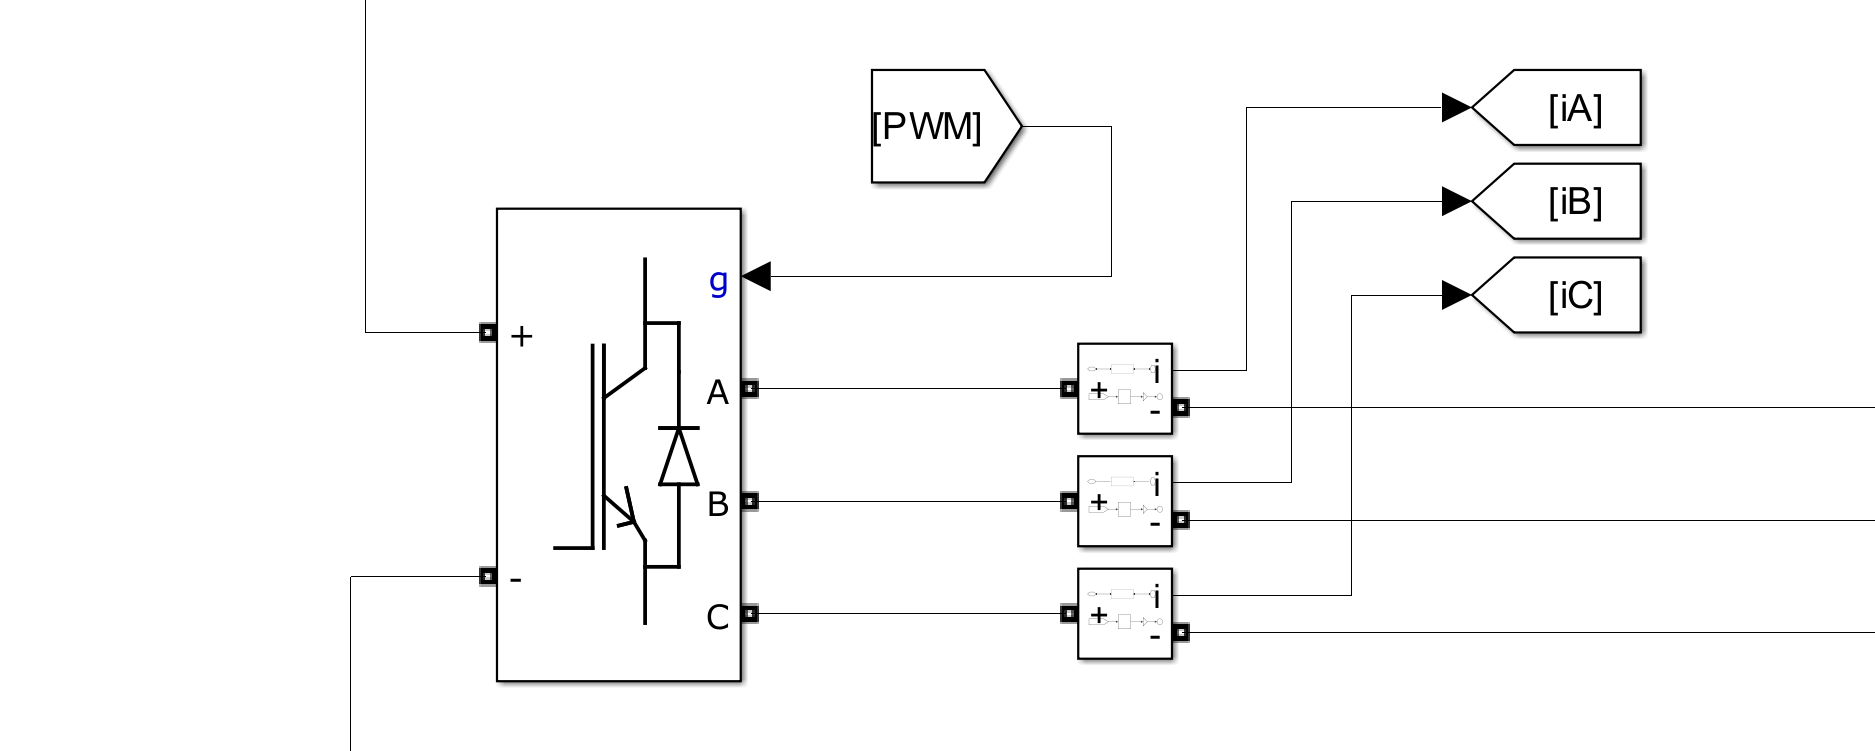 [PWM]
[iA]
[iB]
[iC]
g
+
-
A
B
C
i
+
-
i
+
-
i
+
-